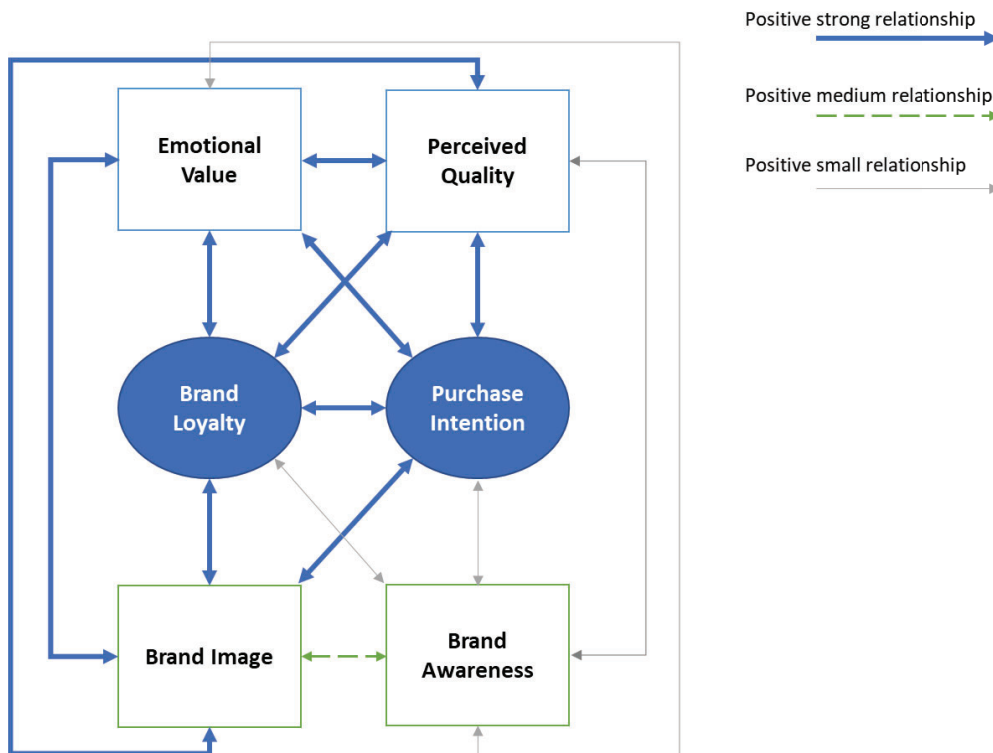 Positive strong relationship
Positive medium relationship
Positive small relationship
Emotional
Value
Perceived
Quality
Brand
Loyalty
Purchase
Intention
Brand Image
Brand
Awareness